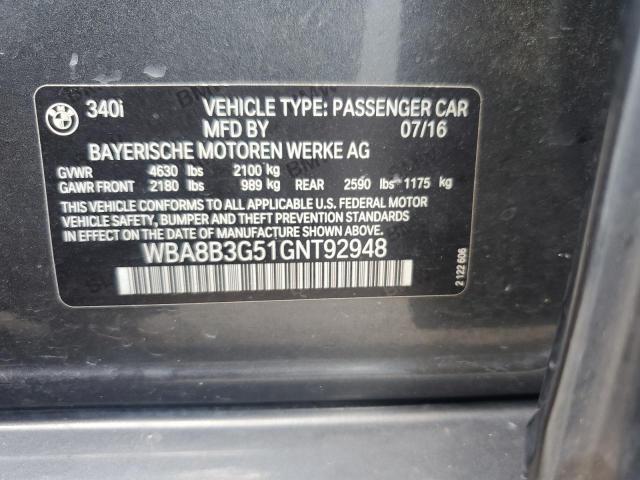 340i VEHICLE TYPE: PASSENGER CAR
MFD BY 07/16
BAYERISCHE MOTOREN WERKE AG
GVWR 4630 lbs 2100 kg
GAWR FRONT 2180 lbs 989 kg REAR 2590 lbs 1175 kg
THIS VEHICLE CONFORMS TO ALL APPLICABLE U.S. FEDERAL MOTOR
VEHICLE SAFETY, BUMPER AND THEFT PREVENTION STANDARDS IN
EFFECT ON THE DATE OF MANUFACTURE SHOWN ABOVE.
WBA8B3G51GNT92948
2 122 606